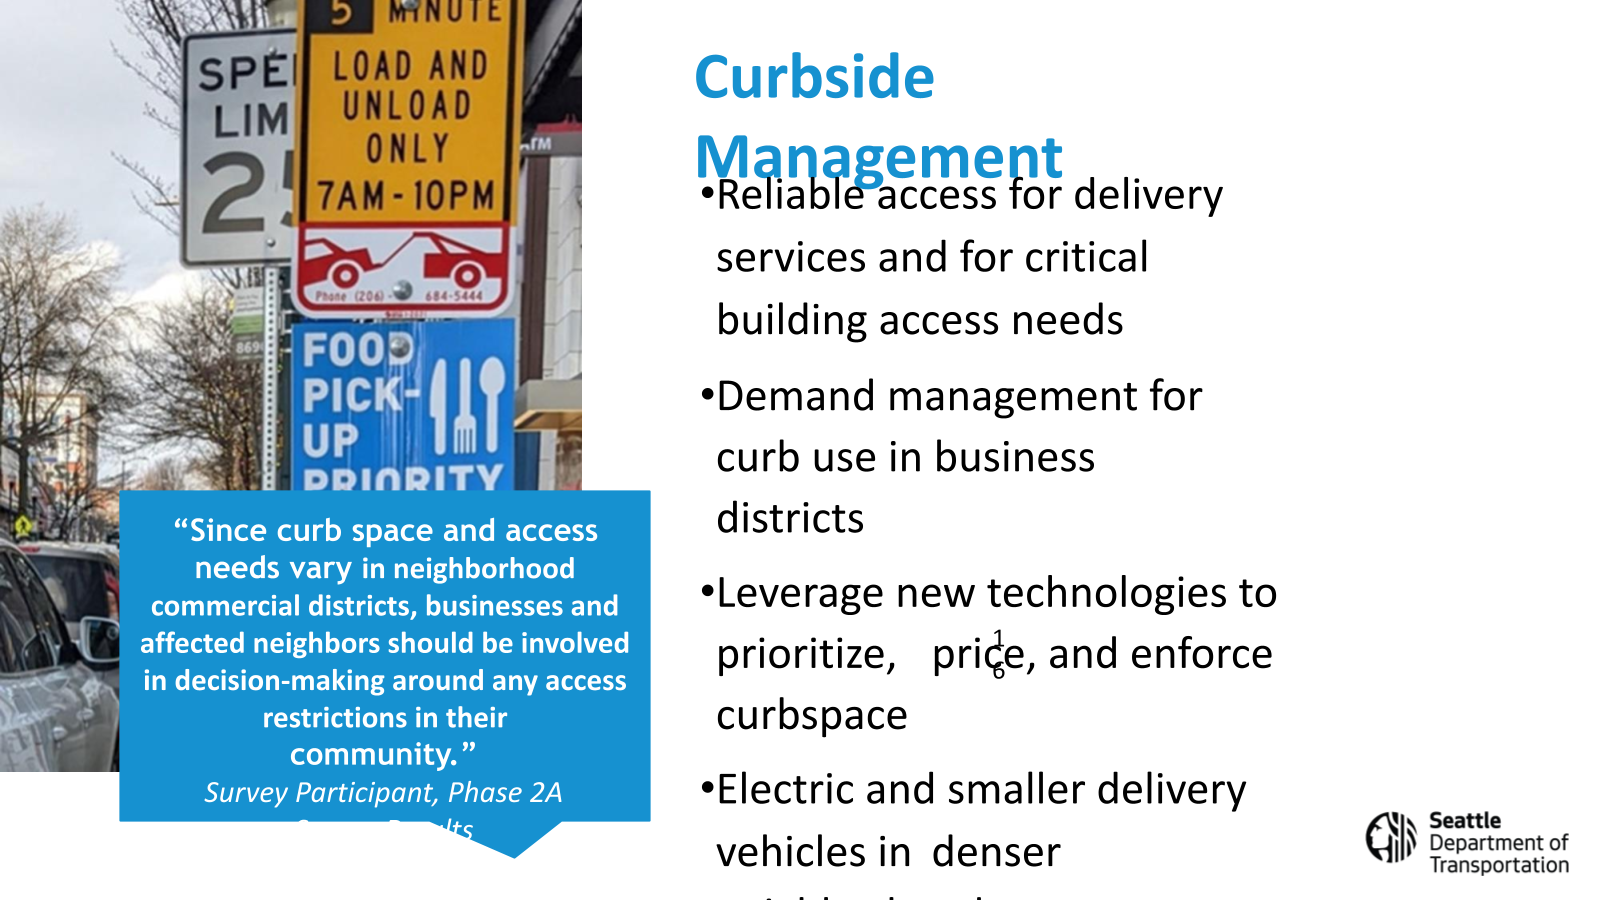 5 MINUTE
LOAD AND
UNLOAD
ONLY
7AM - 10PM
Phone (206) - 684-5444
SPE
LIM
2
ATM
FOOD
PICK-
UP
PRIORITY
“Since curb space and access
needs vary in neighborhood
commercial districts, businesses and
affected neighbors should be involved
in decision-making around any access
restrictions in their
community.”
Survey Participant, Phase 2A
Curbside
Management
•Reliable access for delivery
services and for critical
building access needs
•Demand management for
curb use in business
districts
•Leverage new technologies to
prioritize, price, and enforce
curbspace
•Electric and smaller delivery
vehicles in denser
16
Seattle
Department of
Transportation